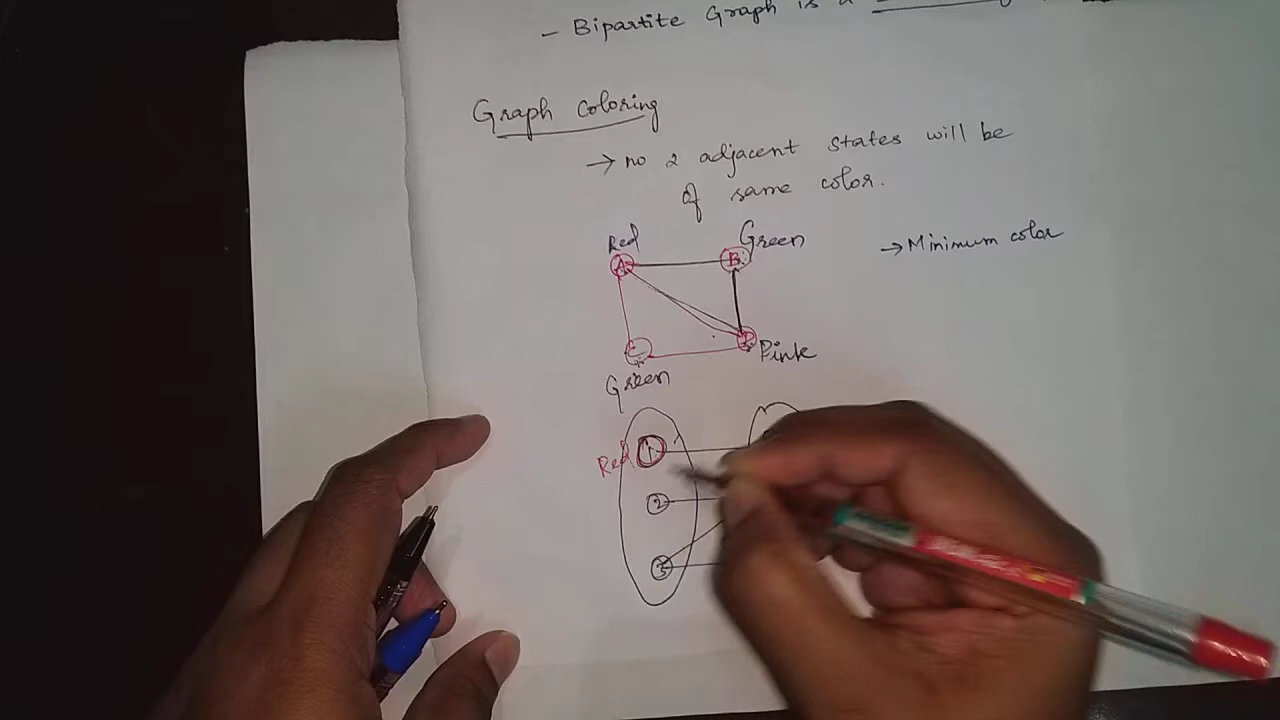 - Bipartite Graph is a
Graph coloring
→ no 2 adjacent states will be
of same color.
Red
Green
→ Minimum color
A
B
C
D
Pink
Green
Red
1
2
3